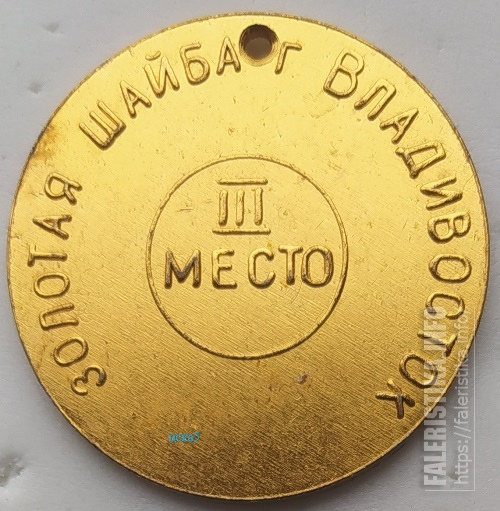 ЗОЛОТАЯ ШАЙБА Г ВЛАДИВОСТОК
III
МЕСТО
FALERISTIKA.INFO
https://faleristika.info